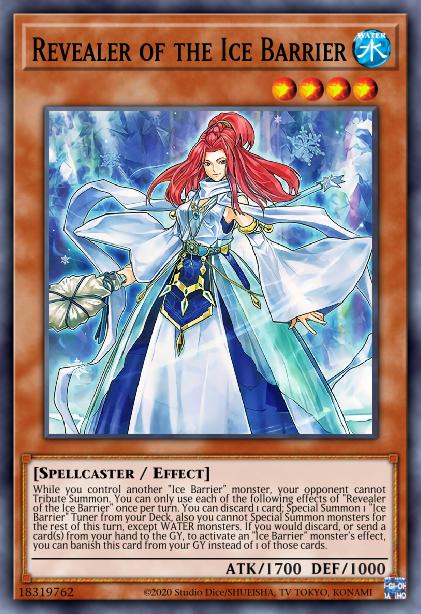 REVEALER OF THE ICE BARRIER
WATER
水
[SPELLCASTER / EFFECT]
While you control another "Ice Barrier" monster, your opponent cannot
Tribute Summon. You can only use each of the following effects of "Revealer
of the Ice Barrier" once per turn. You can discard 1 card; Special Summon 1 "Ice
Barrier" Tuner from your Deck, also you cannot Special Summon monsters for
the rest of this turn, except WATER monsters. If you would discard, or send a
card(s) from your hand to the GY, to activate an "Ice Barrier" monster's effect,
you can banish this card from your GY instead of 1 of those cards.
ATK/1700 DEF/1000
18319762
©2020 Studio Dice/SHUEISHA, TV TOKYO, KONAMI